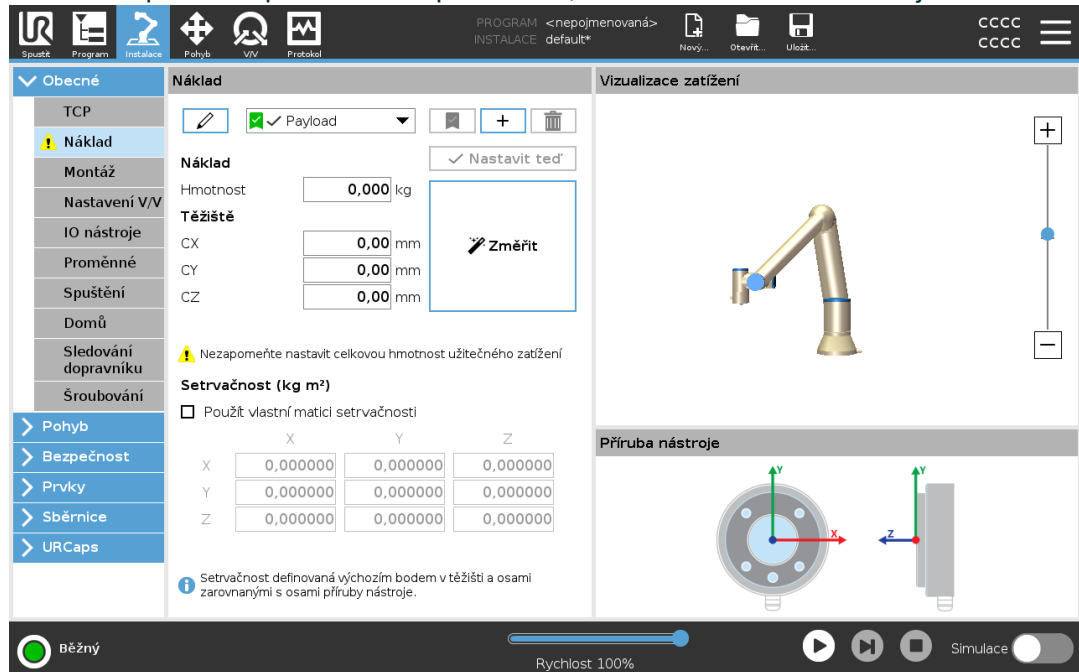 PROGRAM <nepojmenovaná>
INSTALACE default*
CCCC
CCCC
Spustit Program Instalace Pohyb V/V Protokol
Nový... Otevřít... Uložit...
Obecné
TCP
Náklad
Montáž
Nastavení V/V
IO nástroje
Proměnné
Spuštění
Domů
Sledování
dopravníku
Šroubování
Pohyb
Bezpečnost
Prvky
Sběrnice
URCaps
Náklad
Payload
Náklad
Nastavit teď
Hmotnost 0,000 kg
Těžiště
CX 0,00 mm
CY 0,00 mm
CZ 0,00 mm
Změřit
Nezapomeňte nastavit celkovou hmotnost užitečného zatížení
Setrvačnost (kg m²)
Použít vlastní matici setrvačnosti
X Y Z
X 0,000000 0,000000 0,000000
Y 0,000000 0,000000 0,000000
Z 0,000000 0,000000 0,000000
Setrvačnost definovaná výchozím bodem v těžišti a osami
zarovnanými s osami příruby nástroje.
Vizualizace zatížení
Příruba nástroje
Y
X
Y
Z
Běžný
Rychlost 100%
Simulace